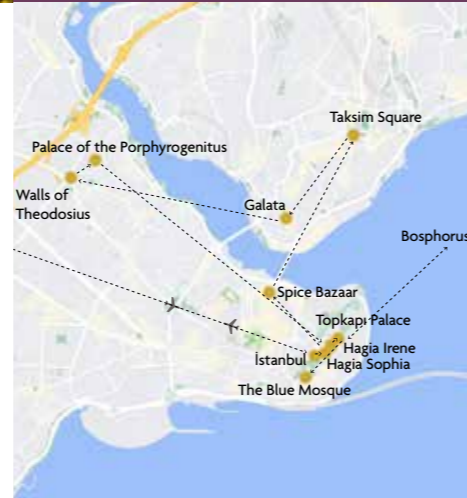 Taksim Square
Palace of the Porphyrogenitus
Walls of
Theodosius
Galata
Bosphorus
Spice Bazaar
Topkapı Palace
Hagia Irene
İstanbul
Hagia Sophia
The Blue Mosque